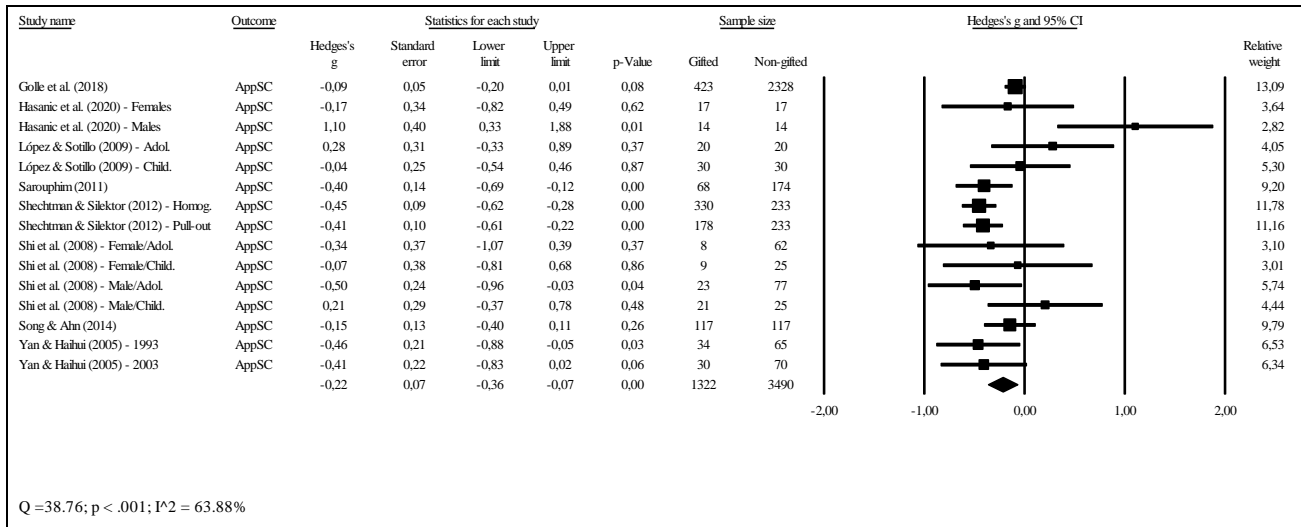 Study name Outcome Statistics for each study Sample size Hedges's g and 95% CI
Hedges's Standard Lower Upper Relative
g error limit limit p-Value Gifted Non-gifted weight
Golle et al. (2018) AppSC -0,09 0,05 -0,20 0,01 0,08 423 2328 13,09
Hasanic et al. (2020) - Females AppSC -0,17 0,34 -0,82 0,49 0,62 17 17 3,64
Hasanic et al. (2020) - Males AppSC 1,10 0,40 0,33 1,88 0,01 14 14 2,82
López & Sotillo (2009) - Adol. AppSC 0,28 0,31 -0,33 0,89 0,37 20 20 4,05
López & Sotillo (2009) - Child. AppSC -0,04 0,25 -0,54 0,46 0,87 30 30 5,30
Sarouphim (2011) AppSC -0,40 0,14 -0,69 -0,12 0,00 68 174 9,20
Shechtman & Silektor (2012) - Homog. AppSC -0,45 0,09 -0,62 -0,28 0,00 330 233 11,78
Shechtman & Silektor (2012) - Pull-out AppSC -0,41 0,10 -0,61 -0,22 0,00 178 233 11,16
Shi et al. (2008) - Female/Adol. AppSC -0,34 0,37 -1,07 0,39 0,37 8 62 3,10
Shi et al. (2008) - Female/Child. AppSC -0,07 0,38 -0,81 0,68 0,86 9 25 3,01
Shi et al. (2008) - Male/Adol. AppSC -0,50 0,24 -0,96 -0,03 0,04 23 77 5,74
Shi et al. (2008) - Male/Child. AppSC 0,21 0,29 -0,37 0,78 0,48 21 25 4,44
Song & Ahn (2014) AppSC -0,15 0,13 -0,40 0,11 0,26 117 117 9,79
Yan & Haihui (2005) - 1993 AppSC -0,46 0,21 -0,88 -0,05 0,03 34 65 6,53
Yan & Haihui (2005) - 2003 AppSC -0,41 0,22 -0,83 0,02 0,06 30 70 6,34
-0,22 0,07 -0,36 -0,07 0,00 1322 3490
-2,00 -1,00 0,00 1,00 2,00
Q =38.76; p < .001; I^2 = 63.88%